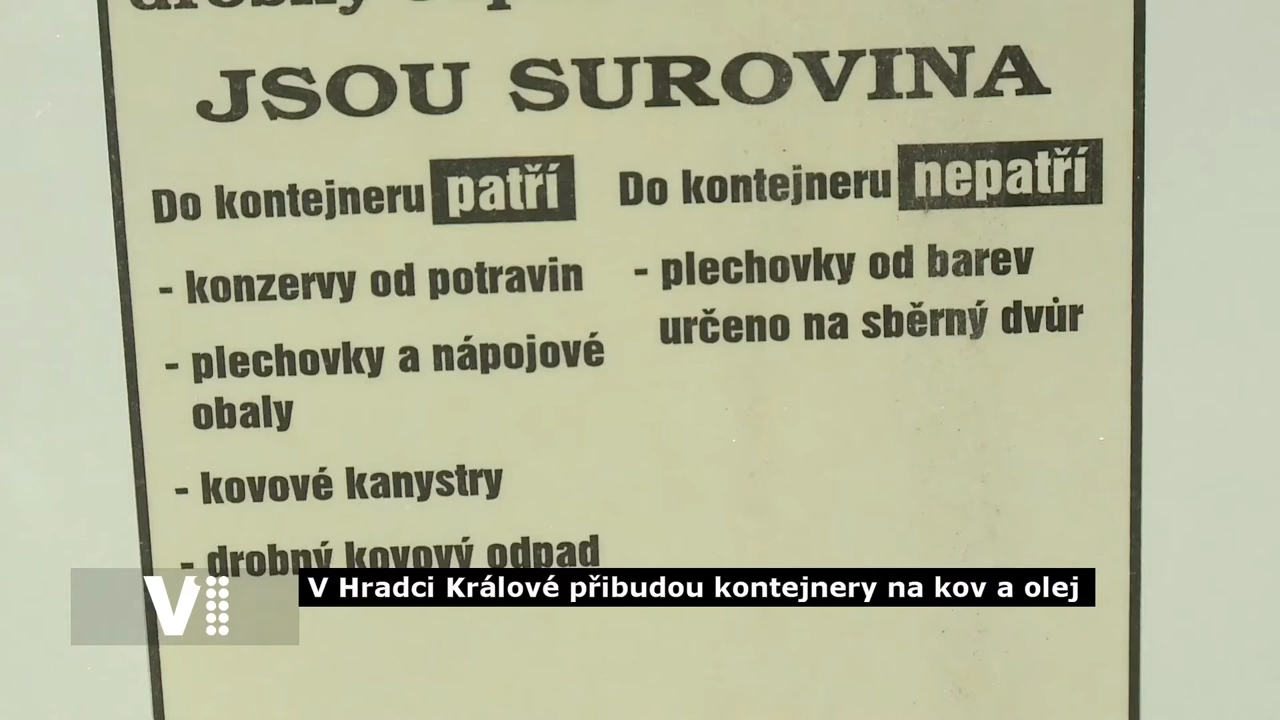 JSOU SUROVINA
Do kontejneru patří
- konzervy od potravin
- plechovky a nápojové
obaly
- kovové kanystry
- drobný kovový odpad
Do kontejneru nepatří
- plechovky od barev
určeno na sběrný dvůr
V Hradci Králové přibudou kontejnery na kov a olej